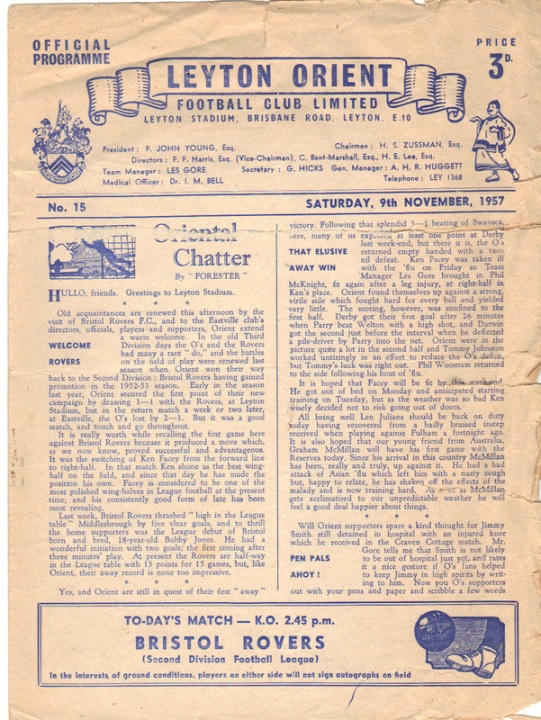 OFFICIAL
PROGRAMME
PRICE
3D.
LEYTON ORIENT
FOOTBALL CLUB LIMITED
LEYTON STADIUM, BRISBANE ROAD, LEYTON, E.10
President : F. JOHN YOUNG, Esq. Chairman : H. S. ZUSSMAN, Esq.
Directors : F. F. Harris, Esq. (Vice-Chairman), C. Bent-Marshall, Esq., H. E. Lea, Esq.
Team Manager : LES GORE Secretary : G. HICKS Gen. Manager : A. H. R. HUGGETT
Medical Officer : Dr. I. M. BELL Telephone : LEY 1368
No. 15 SATURDAY, 9th NOVEMBER, 1957
Oriental
Chatter
By " FORESTER "
HULLO, friends. Greetings to Leyton Stadium.
Old acquaintances are renewed this afternoon by the
visit of Bristol Rovers F.C., and to the Eastville club's
directors, officials, players and supporters, Orient extend
a warm welcome. In the old Third
WELCOME
ROVERS
Division days the O's and the Rovers
had many a rare " do," and the battles
on the field of play were renewed last
season when Orient won their way
back to the Second Division: Bristol Rovers having gained
promotion in the 1952-53 season. Early in the season
last year, Orient secured the first point of their new
campaign by drawing 1—1 with the Rovers, at Leyton
Stadium, but in the return match a week or two later,
at Eastville, the O's lost by 2—3. But it was a good
match, and touch and go throughout.
It is really worth while recalling the first game here
against Bristol Rovers because it produced a move which,
as we now know, proved successful and advantageous.
It was the switching of Ken Facey from the forward line
to right-half. In that match Ken shone as the best wing-
half on the field, and since that day he has made the
position his own. Facey is considered to be one of the
most polished wing-halves in League football at the present
time, and his consistently good form of late has been
most revealing.
Last week, Bristol Rovers thrashed " high in the League
table " Middlesbrough by five clear goals, and to thrill
the home supporters was the League debut of Bristol
born and bred, 18-year-old Bobby Jones. He had a
wonderful initiation with two goals; the first coming after
three minutes' play. At present the Rovers are half-way
in the League table with 15 points for 15 games, but, like
Orient, their away record is none too impressive.
Yes, and Orient are still in quest of their first " away "
victory. Following that splendid 5—1 beating of Swansea,
here, many of us expected at least one point at Derby
last week-end, but there it is, the O's
THAT ELUSIVE
AWAY WIN
returned empty handed with a two-
nil defeat. Ken Facey was taken ill
with the 'flu on Friday so Team
Manager Les Gore brought in Phil
McKnight, fit again after a leg injury, at right-half in
Ken's place. Orient found themselves up against a strong,
virile side which fought hard for every ball and yielded
very little. The scoring, however, was confined to the
first half. Derby got their first goal after 26 minutes
when Parry beat Welton with a high shot, and Darwin
got the second just before the interval when he deflected
a pile-driver by Parry into the net. Orient were in the
picture quite a lot in the second half and Tommy Johnston
worked unstintingly in an effort to reduce the O's deficit,
but Tommy's luck was right out. Phil Woosnam returned
to the side following his bout of 'flu.
It is hoped that Facey will be fit by this week-end.
He got out of bed on Monday and anticipated starting
training on Tuesday, but as the weather was so bad Ken
wisely decided not to risk going out of doors.
All being well Len Julians should be back on duty
today having recovered from a badly bruised instep
received when playing against Fulham a fortnight ago.
It is also hoped that our young friend from Australia,
Graham McMillan will have his first game with the
Reserves today. Since his arrival in this country McMillan
has been, really and truly, up against it. He had a bad
attack of Asian 'flu which left him with a nasty cough
but, happy to relate, he has shaken off the effects of the
malady and is now training hard. As soon as McMillan
gets acclimatised to our unpredictable weather he will
feel a good deal happier about things.
Will Orient supporters spare a kind thought for Jimmy
Smith still detained in hospital with an injured knee
which he received in the Craven Cottage match. Mr.
PEN PALS
AHOY !
Gore tells me that Smith is not likely
to be out of hospital just yet, and rates
it a nice gesture if O's fans helped
to keep Jimmy in high spirits by writ-
ing to him. Now you O's supporters
out with your pens and paper and scribble a few words
TO-DAY'S MATCH — K.O. 2.45 p.m.
BRISTOL ROVERS
(Second Division Football League)
In the interests of ground conditions, players on either side will not sign autographs on field